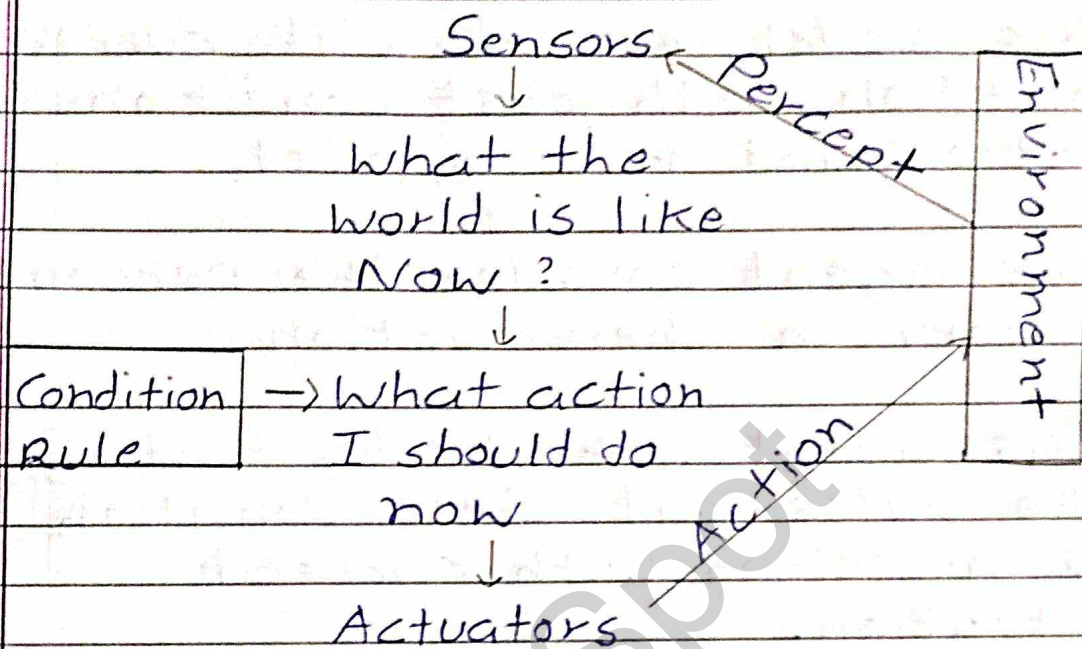 Sensors
Percept
Environment
What the
world is like
Now ?
Condition
Rule
What action
I should do
now
Action
Actuators